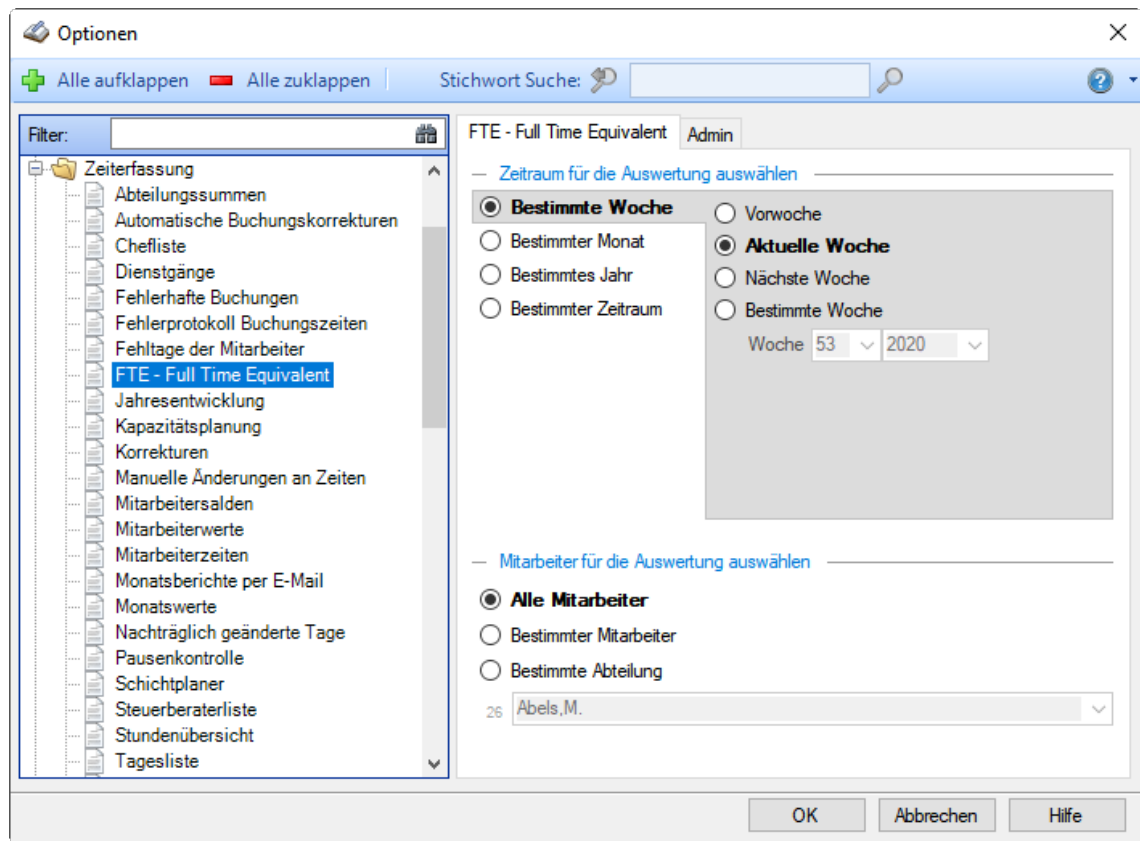 Optionen
Alle aufklappen Alle zuklappen Stichwort Suche:
Filter:
Zeiterfassung
Abteilungssummen
Automatische Buchungskorrekturen
Chefliste
Dienstgänge
Fehlerhafte Buchungen
Fehlerprotokoll Buchungszeiten
Fehltage der Mitarbeiter
FTE - Full Time Equivalent
Jahresentwicklung
Kapazitätsplanung
Korrekturen
Manuelle Änderungen an Zeiten
Mitarbeitersalden
Mitarbeiterwerte
Mitarbeiterzeiten
Monatsberichte per E-Mail
Monatswerte
Nachträglich geänderte Tage
Pausenkontrolle
Schichtplaner
Steuerberaterliste
Stundenübersicht
Tagesliste
FTE - Full Time Equivalent Admin
Zeitraum für die Auswertung auswählen
Bestimmte Woche
Bestimmter Monat
Bestimmtes Jahr
Bestimmter Zeitraum
Vorwoche
Aktuelle Woche
Nächste Woche
Bestimmte Woche
Woche 53 2020
Mitarbeiter für die Auswertung auswählen
Alle Mitarbeiter
Bestimmter Mitarbeiter
Bestimmte Abteilung
26 Abels,M.
OK Abbrechen Hilfe